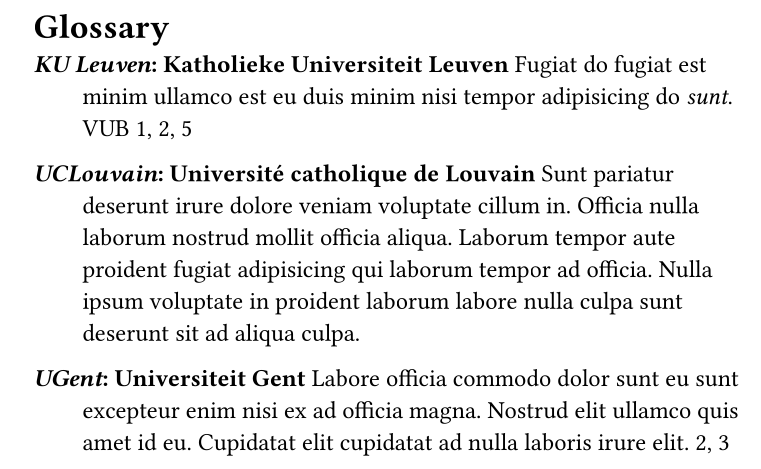 Glossary
KU Leuven: Katholieke Universiteit Leuven Fugiat do fugiat est
minim ullamco est eu duis minim nisi tempor adipisicing do sunt.
VUB 1, 2, 5
UCLouvain: Université catholique de Louvain Sunt pariatur
deserunt irure dolore veniam voluptate cillum in. Officia nulla
laborum nostrud mollit officia aliqua. Laborum tempor aute
proident fugiat adipisicing qui laborum tempor ad officia. Nulla
ipsum voluptate in proident laborum labore nulla culpa sunt
deserunt sit ad aliqua culpa.
UGent: Universiteit Gent Labore officia commodo dolor sunt eu sunt
excepteur enim nisi ex ad officia magna. Nostrud elit ullamco quis
amet id eu. Cupidatat elit cupidatat ad nulla laboris irure elit. 2, 3